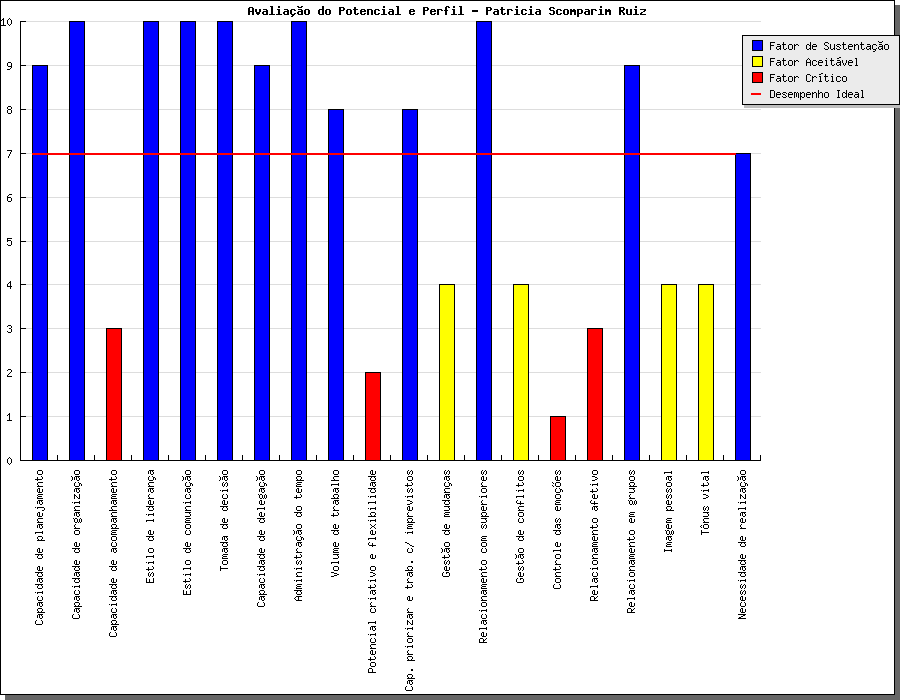 Avaliação do Potencial e Perfil - Patricia Scomparim Ruiz
Fator de Sustentação
Fator Aceitável
Fator Crítico
Desempenho Ideal
10
9
8
7
6
5
4
3
2
1
0
Capacidade de planejamento
Capacidade de organização
Capacidade de acompanhamento
Estilo de liderança
Estilo de comunicação
Tomada de decisão
Capacidade de delegação
Administração do tempo
Volume de trabalho
Potencial criativo e flexibilidade
Cap. priorizar e trab. c/ imprevistos
Gestão de mudanças
Relacionamento com superiores
Gestão de conflitos
Controle das emoções
Relacionamento afetivo
Relacionamento em grupos
Imagem pessoal
Tônus vital
Necessidade de realização